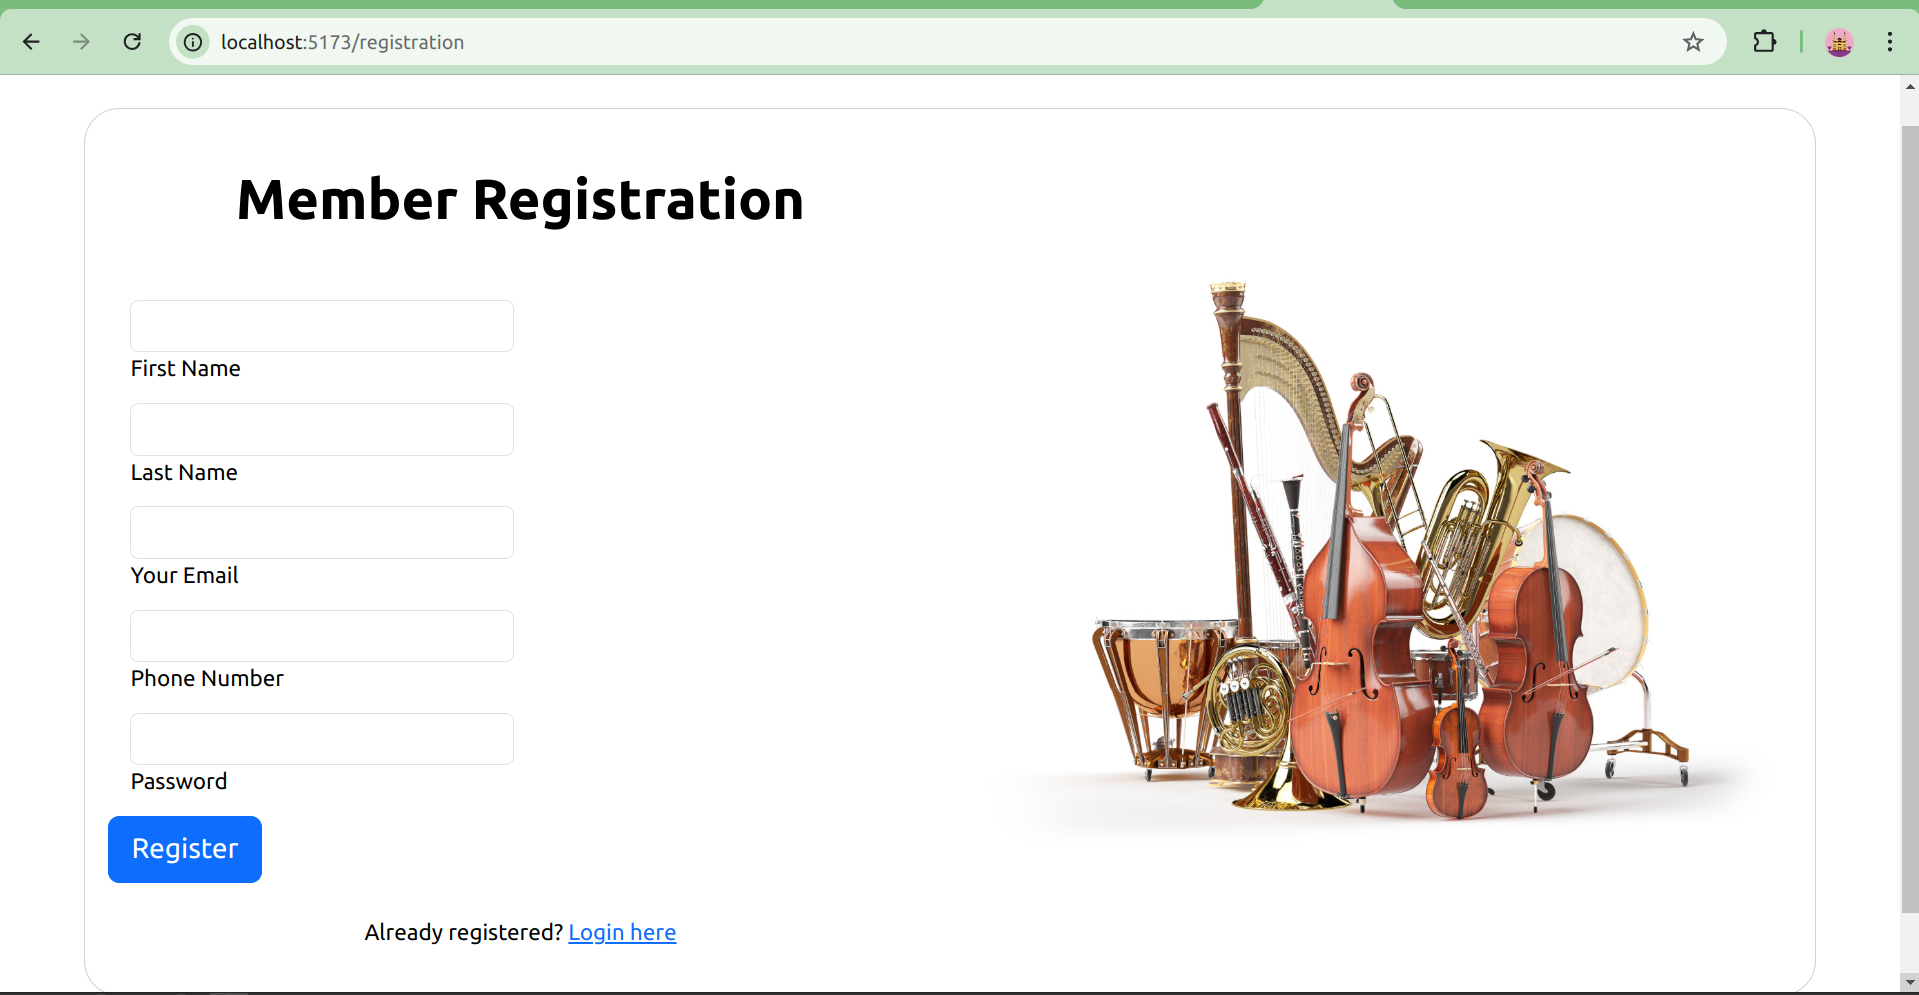 localhost:5173/registration
Member Registration
First Name
Last Name
Your Email
Phone Number
Password
Register
Already registered? Login here